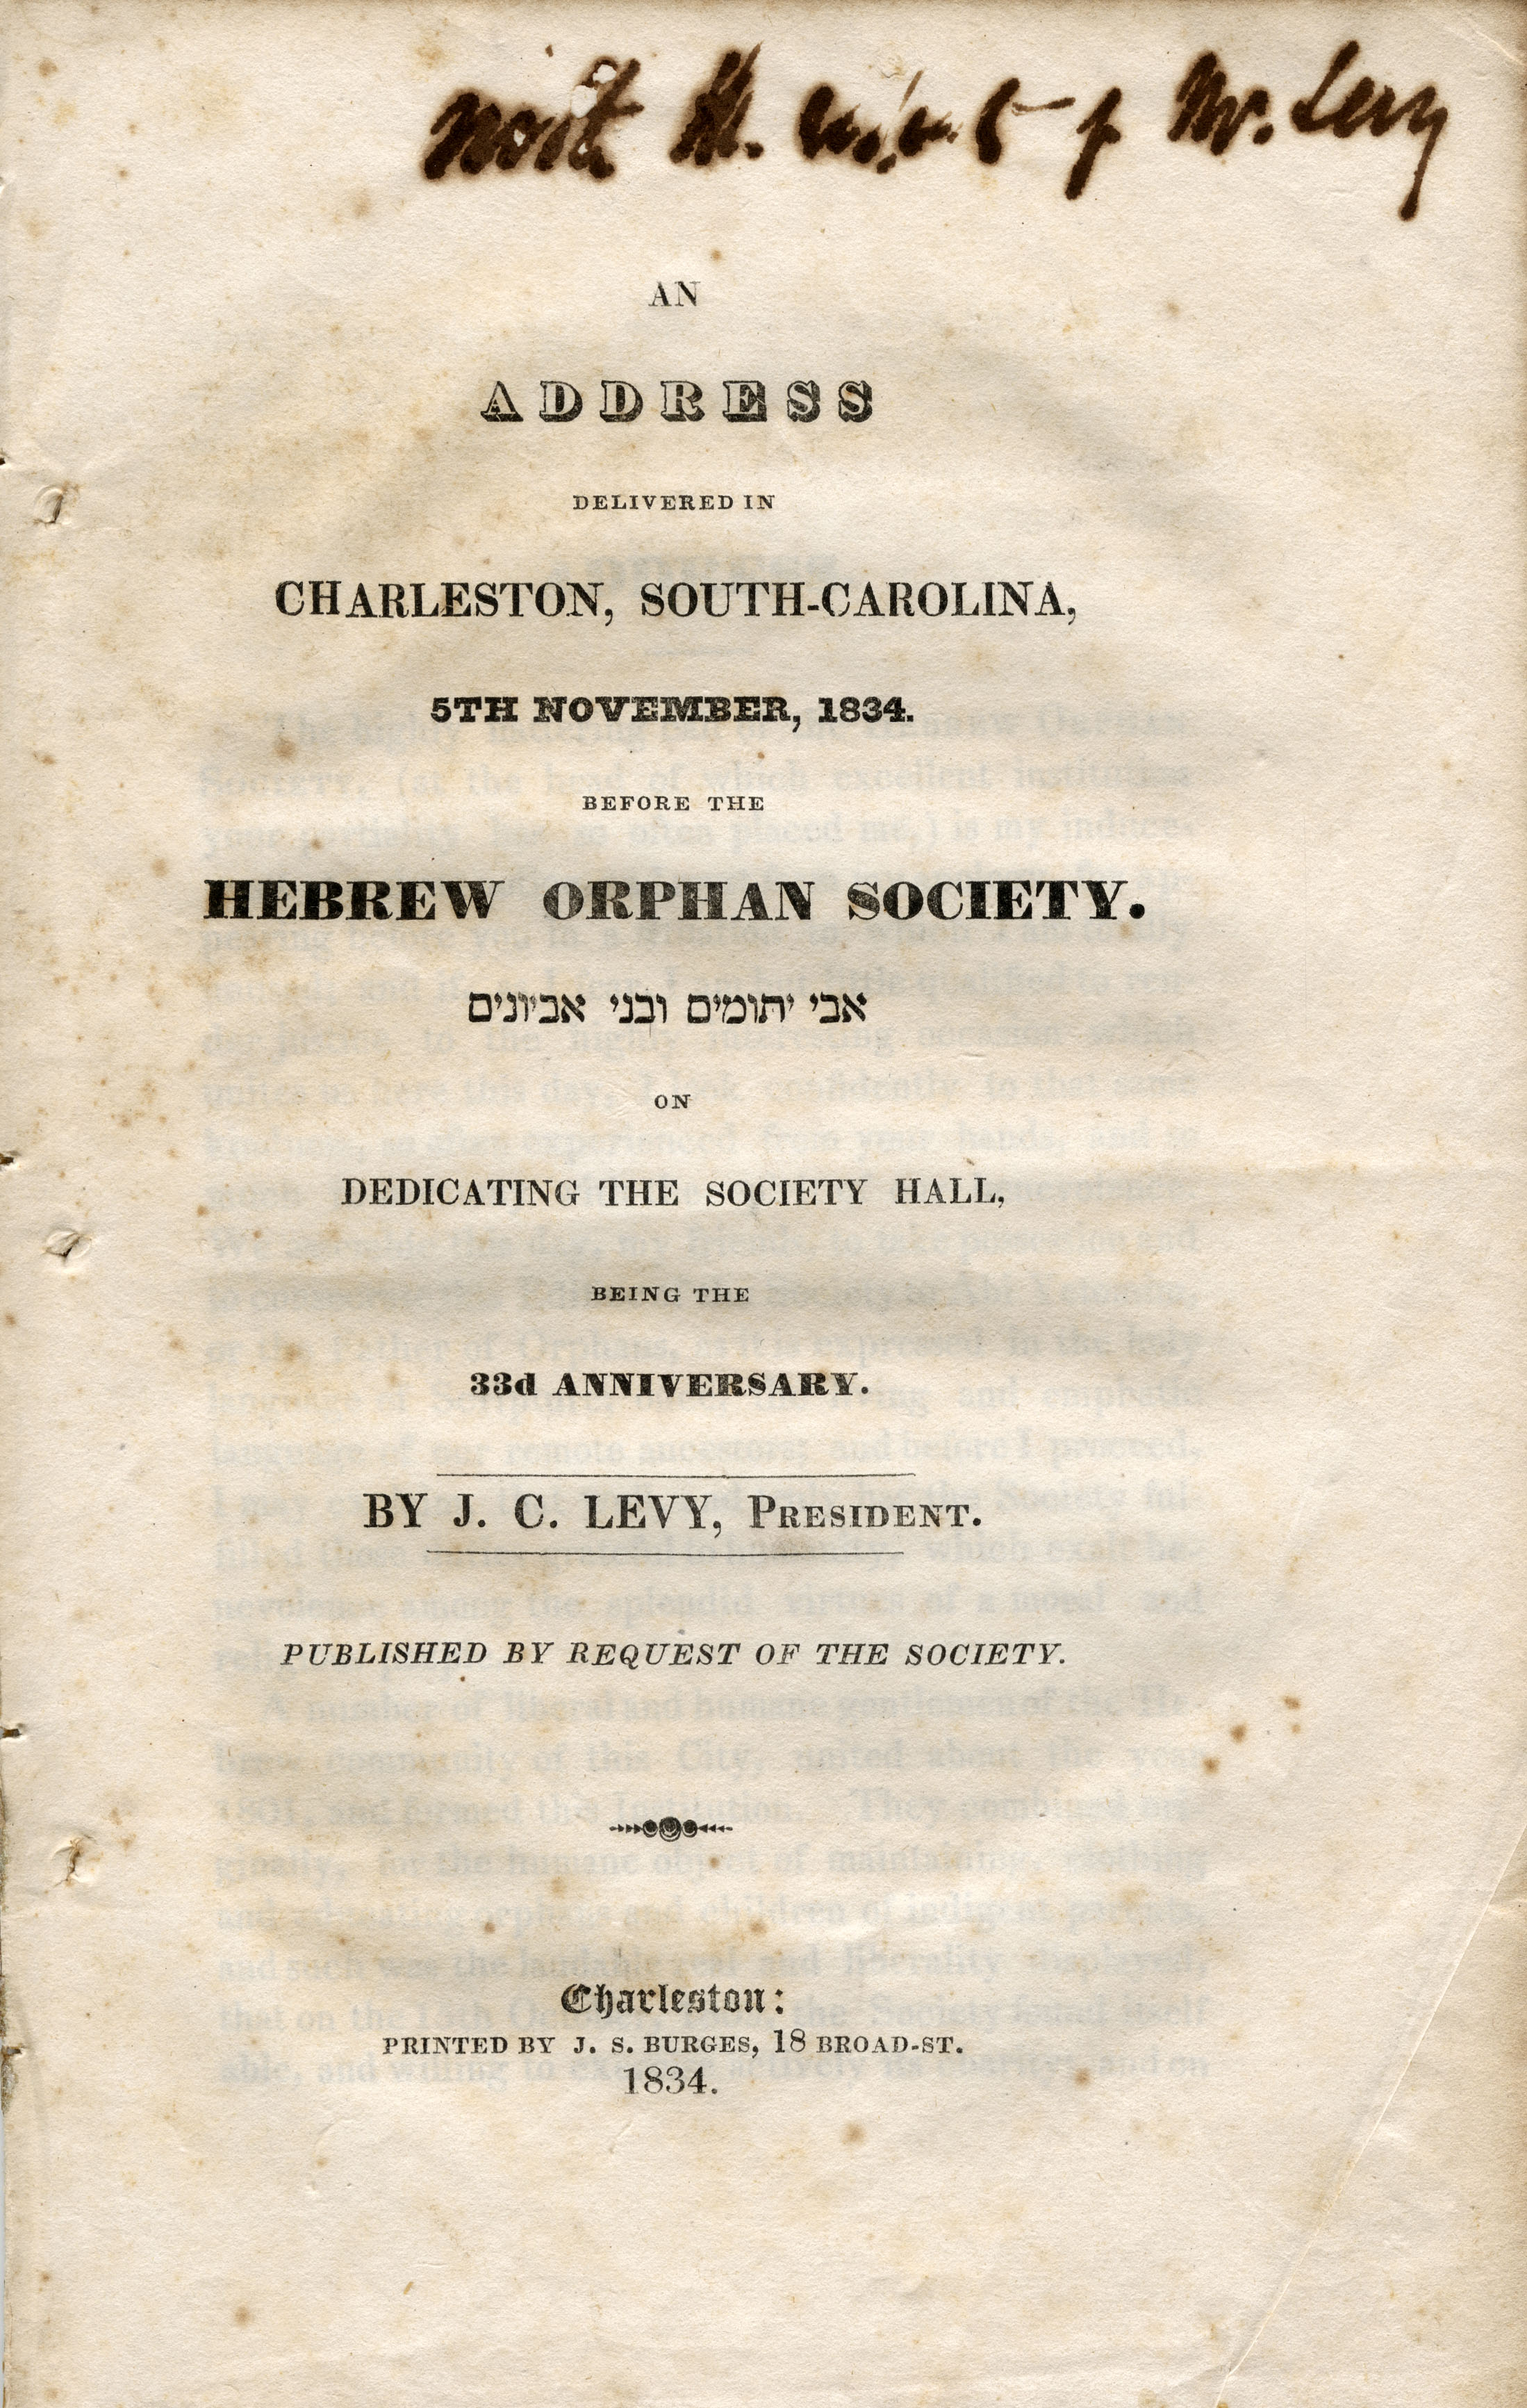 Mr. Levy
AN
ADDRESS
DELIVERED IN
CHARLESTON, SOUTH-CAROLINA,
5TH NOVEMBER, 1834.
BEFORE THE
HEBREW ORPHAN SOCIETY.
אבי יתומים ובני אביונים
ON
DEDICATING THE SOCIETY HALL,
BEING THE
33d ANNIVERSARY.
BY J. C. LEVY, PRESIDENT.
PUBLISHED BY REQUEST OF THE SOCIETY.
Charleston:
PRINTED BY J. S. BURGES, 18 BROAD-ST.
1834.